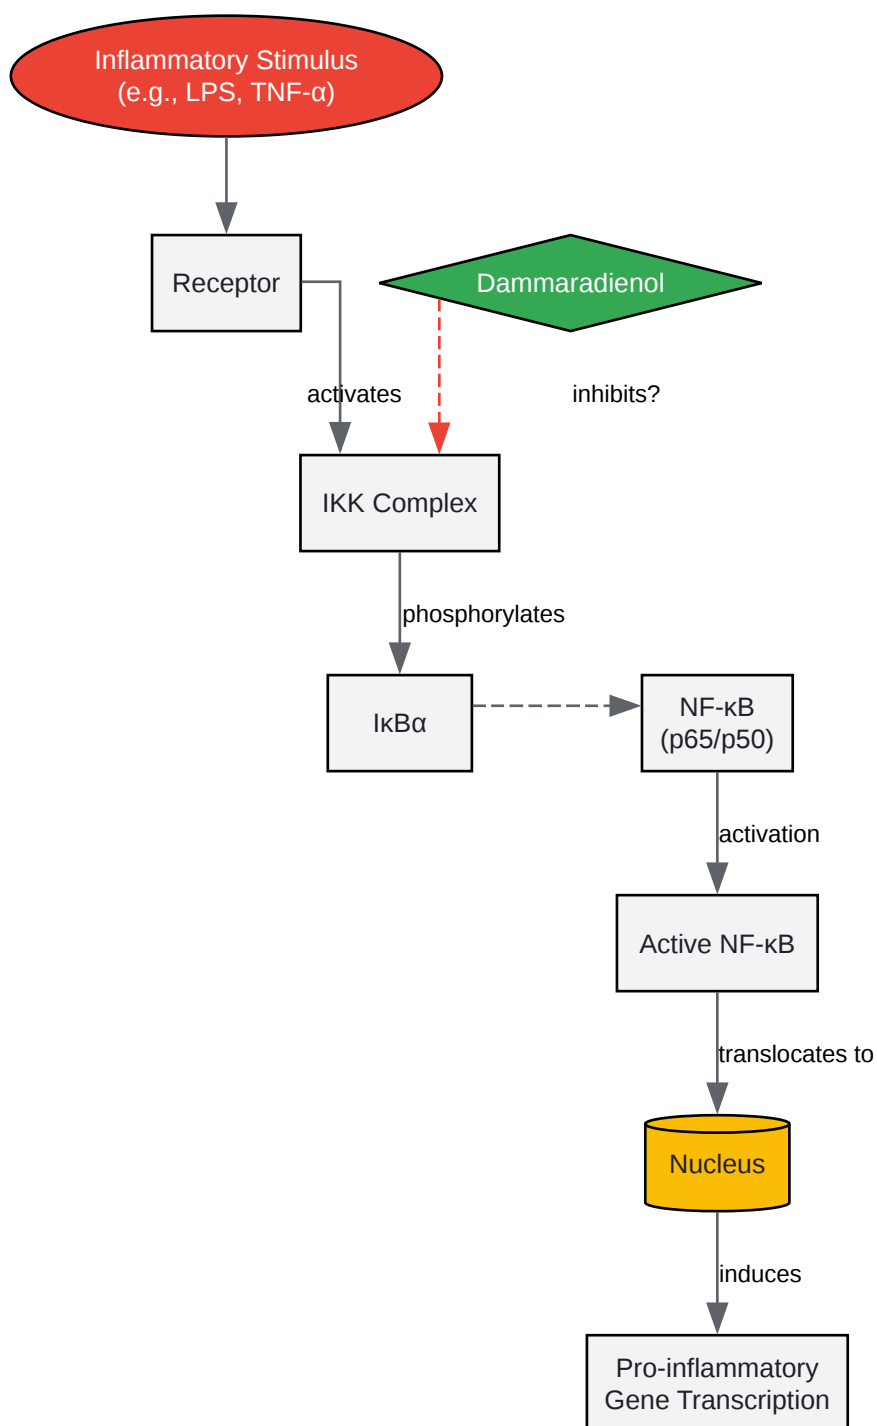 Inflammatory Stimulus
(e.g., LPS, TNF-α)
Receptor
Dammaradienol
activates
inhibits?
IKK Complex
phosphorylates
IκBα
NF-κB
(p65/p50)
activation
Active NF-κB
translocates to
Nucleus
induces
Pro-inflammatory
Gene Transcription